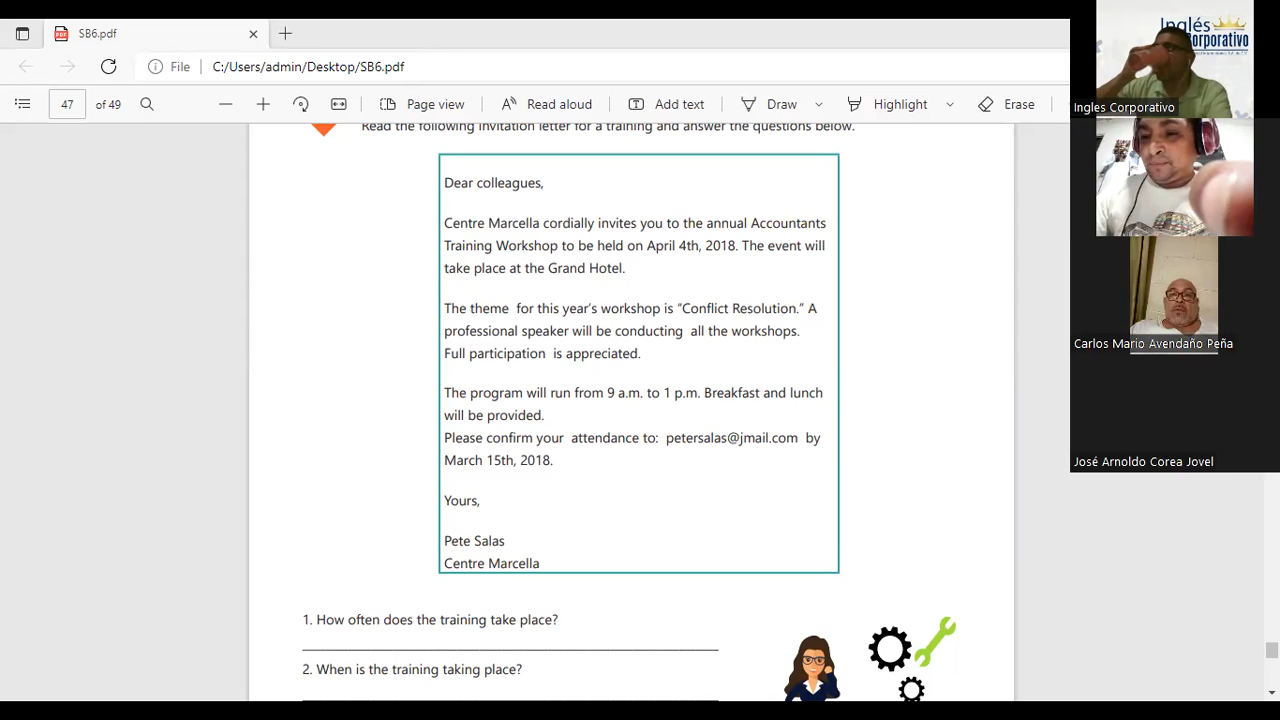 SB6.pdf
File C:/Users/admin/Desktop/SB6.pdf
47 of 49 Page view Read aloud Add text Draw Highlight Erase
Read the following invitation letter for a training and answer the questions below.
Dear colleagues,
Centre Marcella cordially invites you to the annual Accountants
Training Workshop to be held on April 4th, 2018. The event will
take place at the Grand Hotel.
The theme for this year's workshop is “Conflict Resolution.” A
professional speaker will be conducting all the workshops.
Full participation is appreciated.
The program will run from 9 a.m. to 1 p.m. Breakfast and lunch
will be provided.
Please confirm your attendance to: petersalas@jmail.com by
March 15th, 2018.
Yours,
Pete Salas
Centre Marcella
1. How often does the training take place?
2. When is the training taking place?
Inglés
Corporativo
Ingles Corporativo
Carlos Mario Avendaño Peña
José Arnoldo Corea Jovel